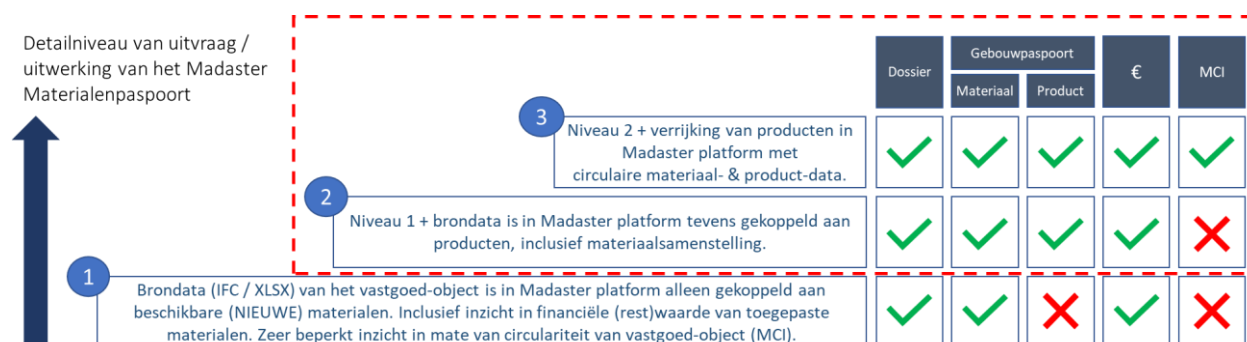 Detailniveau van uitvraag /
uitwerking van het Madaster
Materialenpaspoort
Dossier
Gebouwpaspoort
Materiaal
Product
€
MCI
3
Niveau 2 + verrijking van producten in
Madaster platform met
circulaire materiaal- & product-data.
2
Niveau 1 + brondata is in Madaster platform tevens gekoppeld aan
producten, inclusief materiaalsamenstelling.
1
Brondata (IFC / XLSX) van het vastgoed-object is in Madaster platform alleen gekoppeld aan
beschikbare (NIEUWE) materialen. Inclusief inzicht in financiële (rest)waarde van toegepaste
materialen. Zeer beperkt inzicht in mate van circulariteit van vastgoed-object (MCI).